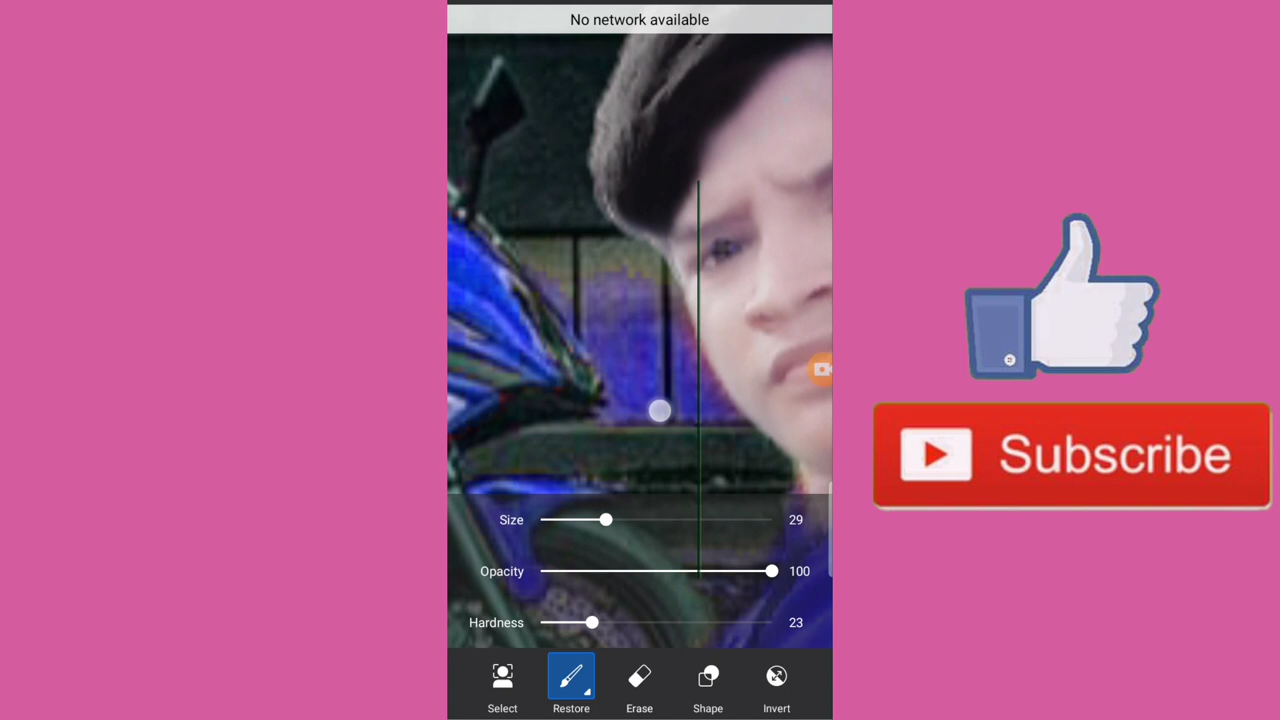 No network available
Size 29
Opacity 100
Hardness 23
Select Restore Erase Shape Invert
Subscribe